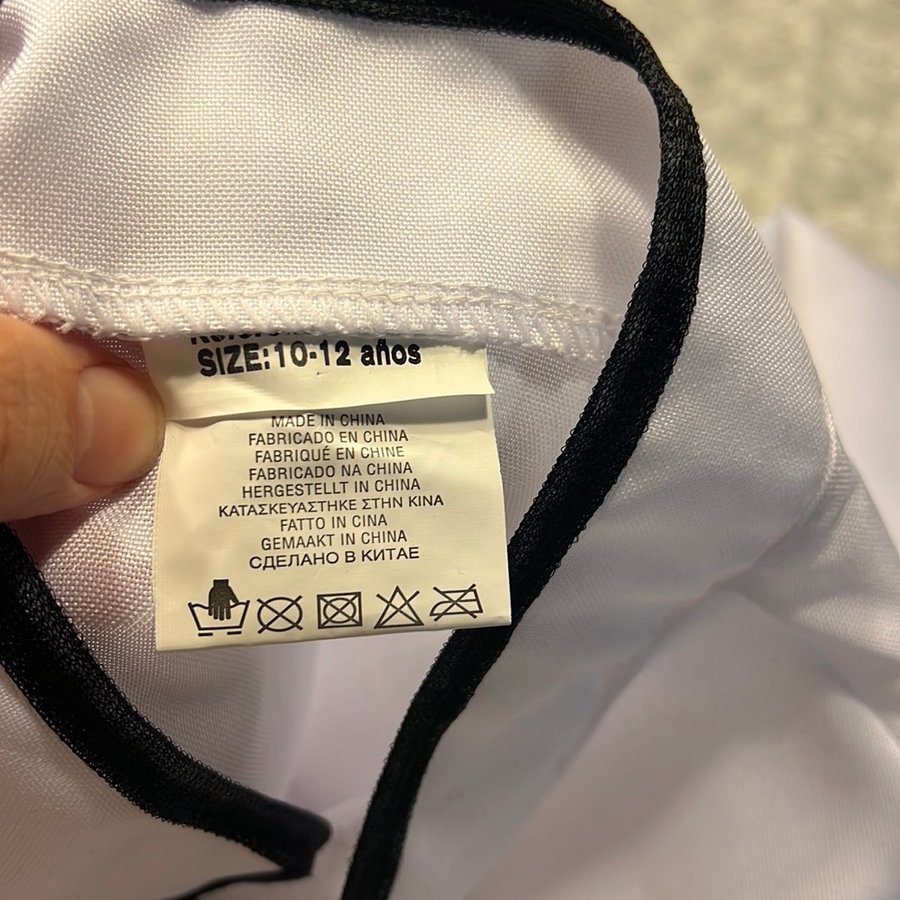 SIZE:10-12 años
MADE IN CHINA
FABRICADO EN CHINA
FABRIQUÉ EN CHINE
FABRICADO NA CHINA
HERGESTELLT IN CHINA
ΚΑΤΑΣΚΕΥΑΣΤΗΚΕ ΣΤΗΝ ΚΙΝΑ
FATTO IN CINA
GEMAAKT IN CHINA
СДЕЛАНО В КИТАЕ